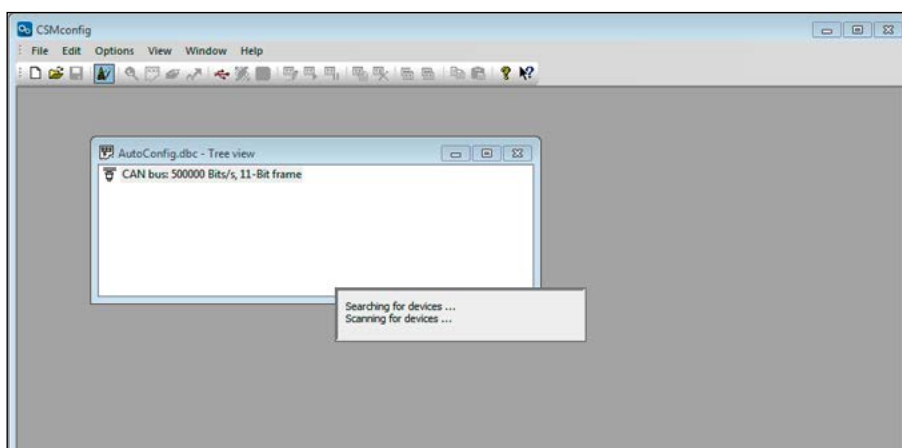 CSMconfig
File Edit Options View Window Help
AutoConfig.dbc - Tree view
CAN bus: 500000 Bits/s, 11-Bit frame
Searching for devices ...
Scanning for devices ...